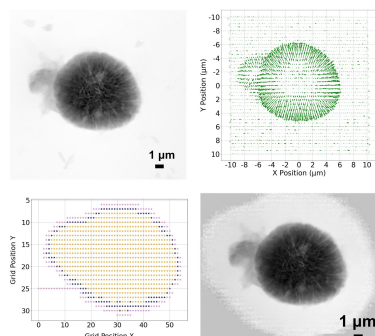 1 µm
-10
-8
-6
-4
-2
0
2
4
6
8
10
Y Position (µm)
-10 -8 -6 -4 -2 0 2 4 6 8 10
X Position (µm)
5
10
15
20
25
30
Grid Position Y
0 10 20 30 40 50
Grid Position X
1 µm